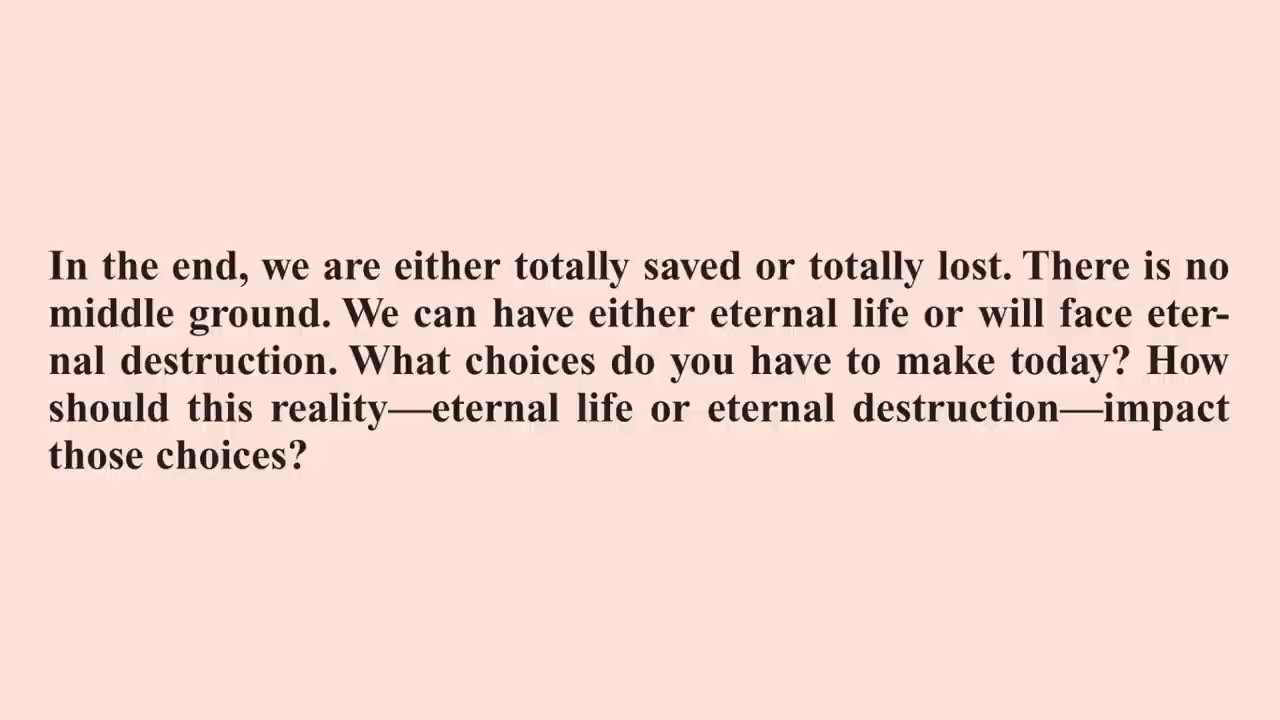 In the end, we are either totally saved or totally lost. There is no
middle ground. We can have either eternal life or will face eter-
nal destruction. What choices do you have to make today? How
should this reality—eternal life or eternal destruction—impact
those choices?